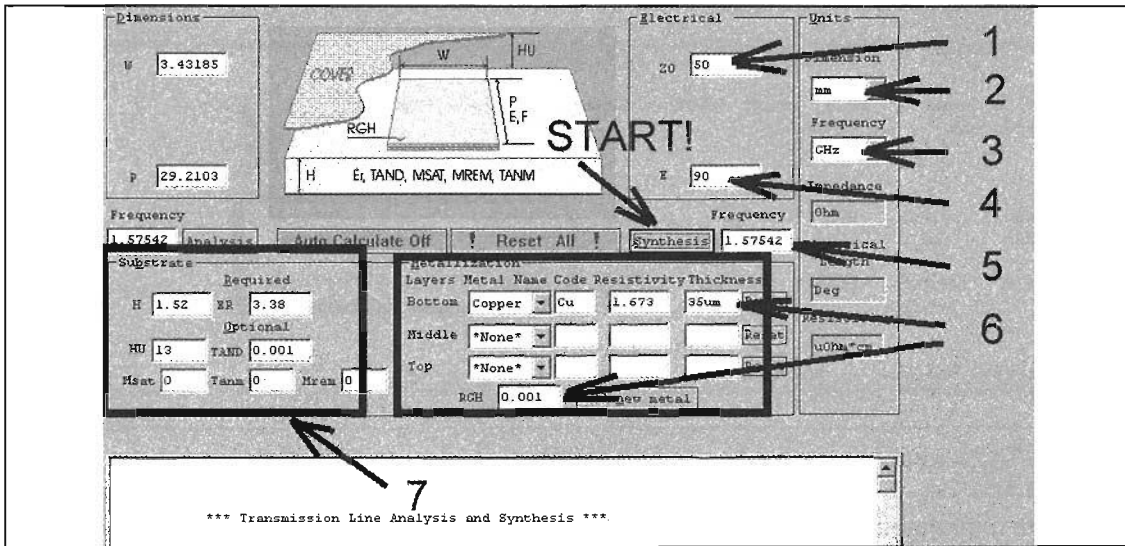 Dimensions
W 3.43185
P 29.2103
COVER
W
HU
P
E,F
RGH
H Er, TAND, MSAT, MREM, TANM
Electrical
ZO 50
E 90
Units
Dimension
mm
Frequency
GHz
Impedance
Ohm
Length
Deg
uOhm*cm
1
2
3
4
5
6
7
START!
Frequency
1.57542 Analysis Auto Calculate Off ! Reset All ! Synthesis
Frequency
1.57542
Substrate
Required
H 1.52 ER 3.38
Optional
HU 13 TAND 0.001
Msat 0 Tanm 0 Mrem 0
Metallization
Layers Metal Name Code Resistivity Thickness
Bottom Copper Cu 1.673 35um
Middle *None* Reset
Top *None*
RGH 0.001 new metal
*** Transmission Line Analysis and Synthesis ***